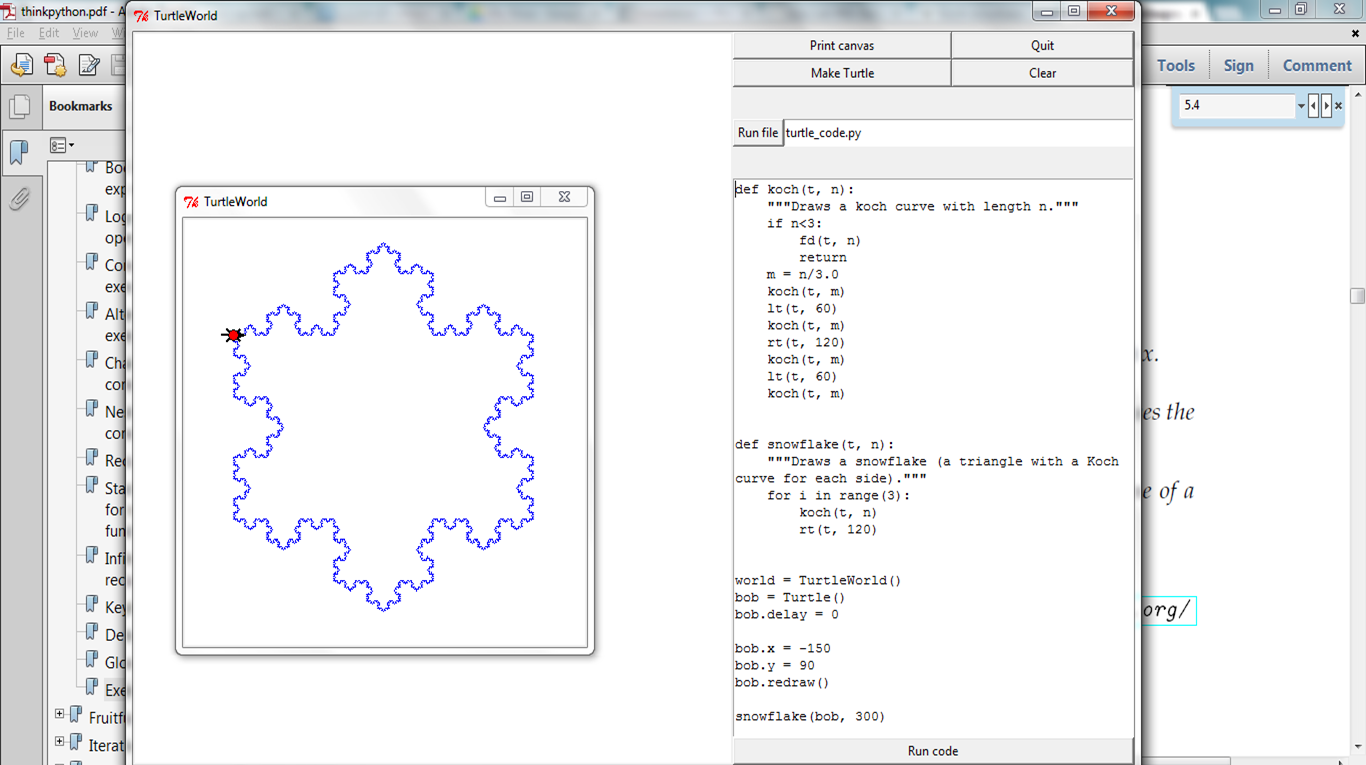 thinkpython.pdf - A
TurtleWorld
File Edit View W
Tools Sign Comment
Bookmarks
5.4
Boo
exp
Log
ope
Cor
exe
Alt
exe
Cha
cor
Ne
cor
Rec
Sta
for
fun
Infi
rec
Key
De
Glo
Exe
Fruitfu
Iterat
Print canvas
Quit
Make Turtle
Clear
Run file
turtle_code.py
TurtleWorld
def koch(t, n):
    """Draws a koch curve with length n."""
    if n<3:
        fd(t, n)
        return
    m = n/3.0
    koch(t, m)
    lt(t, 60)
    koch(t, m)
    rt(t, 120)
    koch(t, m)
    lt(t, 60)
    koch(t, m)
def snowflake(t, n):
    """Draws a snowflake (a triangle with a Koch
curve for each side)."""
    for i in range(3):
        koch(t, n)
        rt(t, 120)
world = TurtleWorld()
bob = Turtle()
bob.delay = 0
bob.x = -150
bob.y = 90
bob.redraw()
snowflake(bob, 300)
Run code
x.
es the
e of a
org/